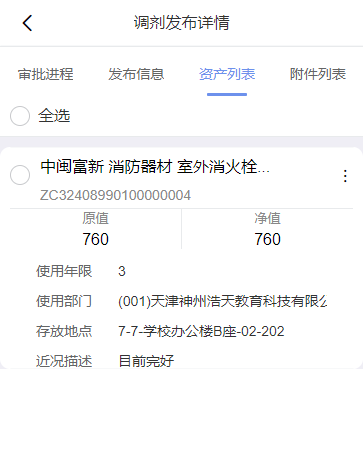 调剂发布详情
审批进程 发布信息 资产列表 附件列表
全选
中闽富新 消防器材 室外消火栓...
ZC32408990100000004
原值 净值
760 760
使用年限 3
使用部门 (001)天津神州浩天教育科技有限
存放地点 7-7-学校办公楼B座-02-202
近况描述 目前完好